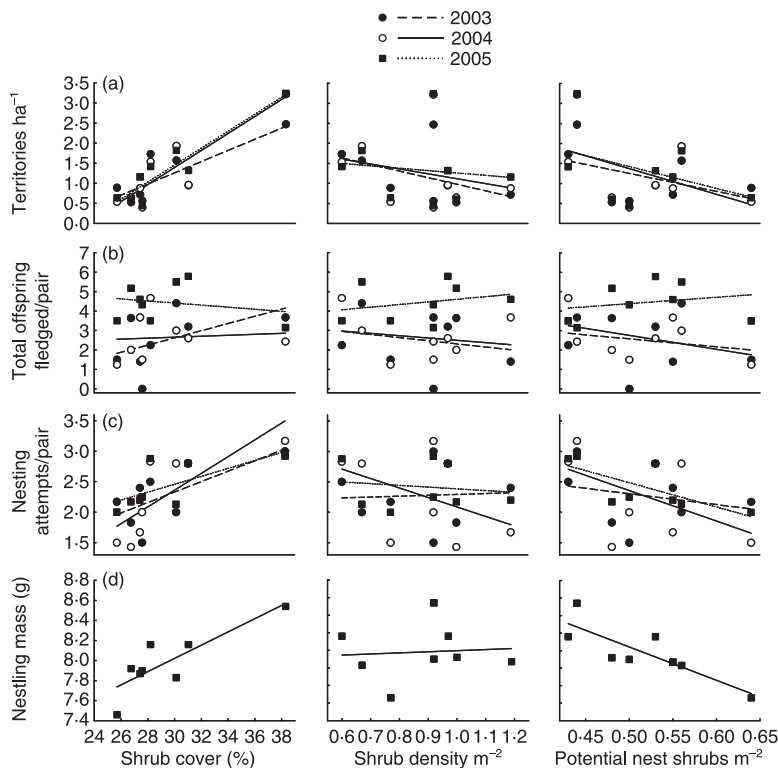 2003
2004
2005
(a)
Territories ha⁻¹
3·5
3·0
2·5
2·0
1·5
1·0
0·5
0·0
(b)
Total offspring
fledged/pair
7
6
5
4
3
2
1
0
(c)
Nesting
attempts/pair
3·5
3·0
2·5
2·0
1·5
(d)
Nestling mass (g)
8·8
8·6
8·4
8·2
8·0
7·8
7·6
7·4
24 26 28 31 33 36 38
Shrub cover (%)
0·6 0·7 0·8 0·9 1·0 1·1 1·2
Shrub density m⁻²
0·45 0·50 0·55 0·60 0·65
Potential nest shrubs m⁻²